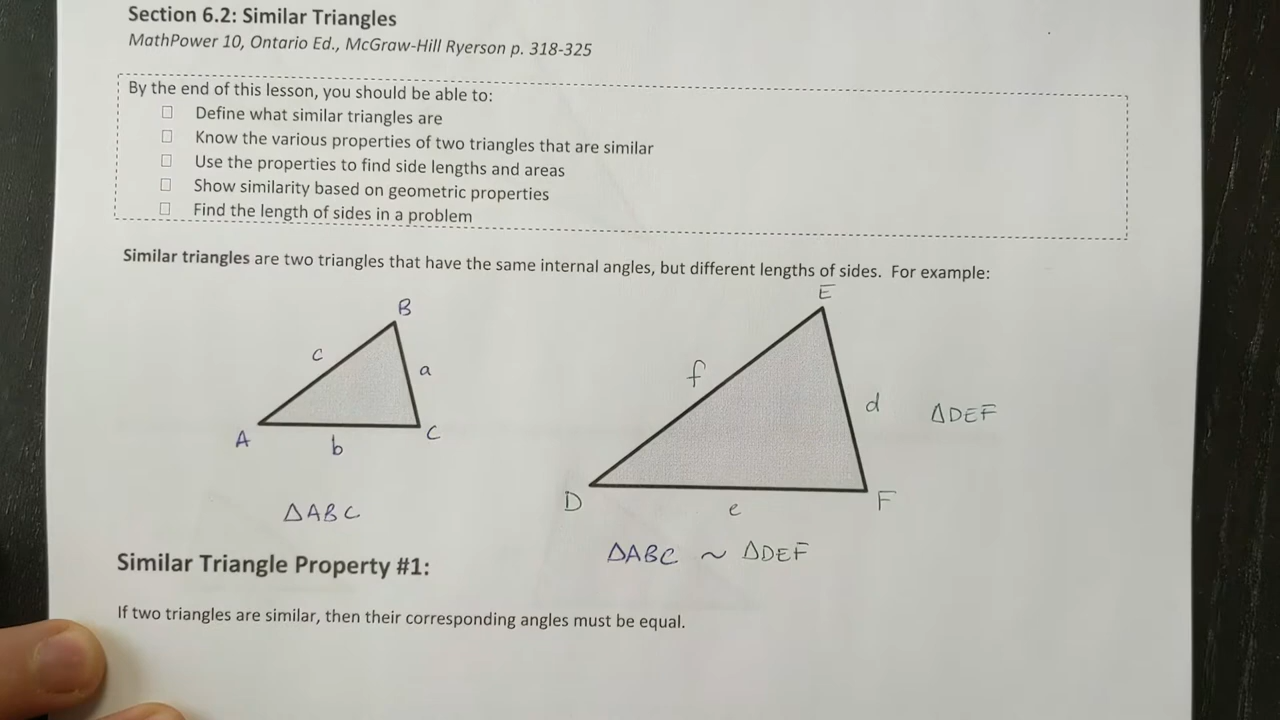 Section 6.2: Similar Triangles
MathPower 10, Ontario Ed., McGraw-Hill Ryerson p. 318-325
By the end of this lesson, you should be able to:
Define what similar triangles are
Know the various properties of two triangles that are similar
Use the properties to find side lengths and areas
Show similarity based on geometric properties
Find the length of sides in a problem
Similar triangles are two triangles that have the same internal angles, but different lengths of sides. For example:
B
c
a
A
b
C
ΔABC
E
f
d
ΔDEF
D
e
F
ΔABC ~ ΔDEF
Similar Triangle Property #1:
If two triangles are similar, then their corresponding angles must be equal.